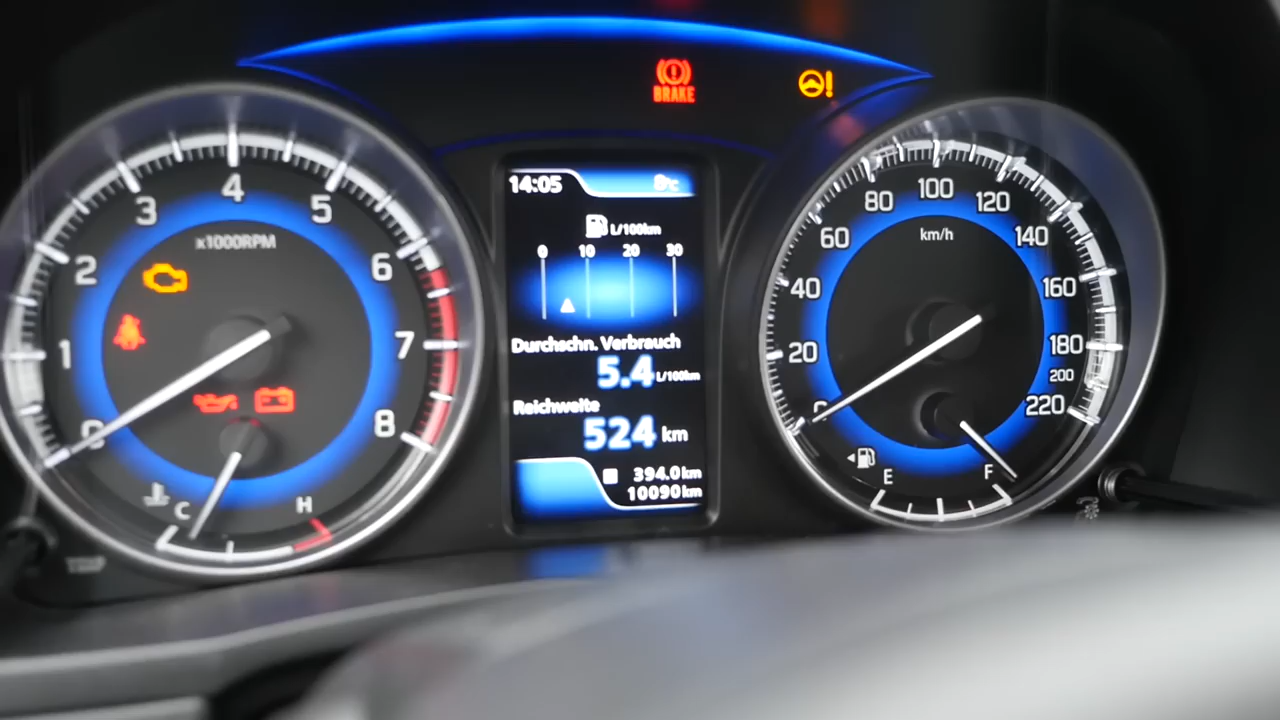 BRAKE
14:05
L/100km
0 10 20 30
Durchschn. Verbrauch
5.4 L/100km
Reichweite
524 km
394.0km
10090km
0 1 2 3 4 5 6 7 8
x1000RPM
C H
0 20 40 60 80 100 120 140 160 180 200 220
km/h
E F